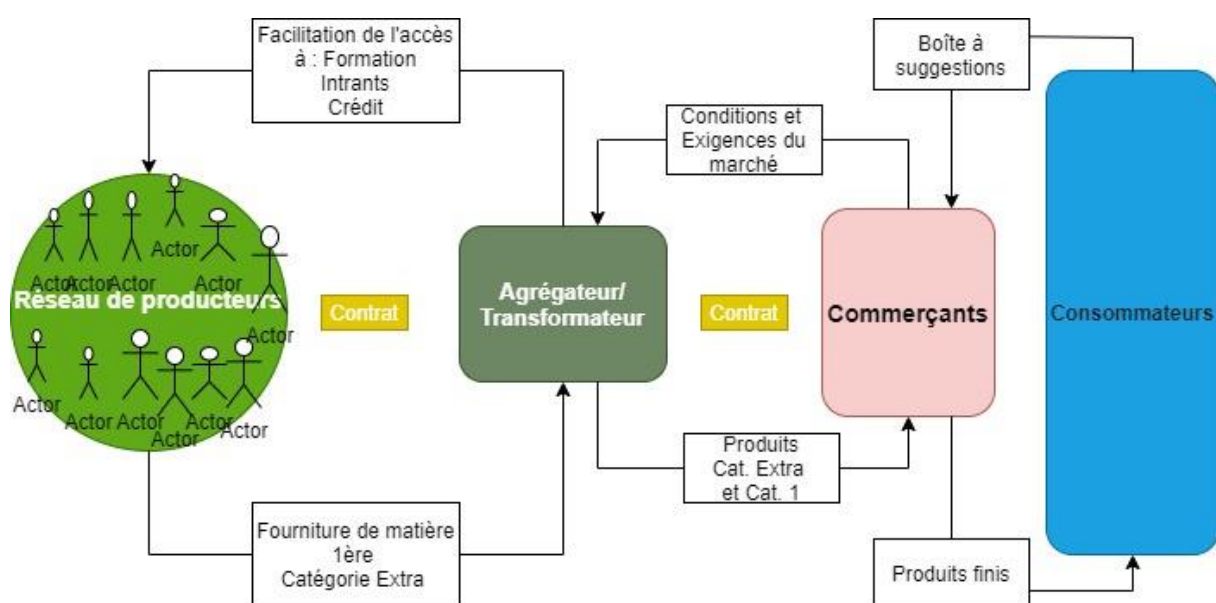 Facilitation de l'accès
à : Formation
Intrants
Crédit
Boîte à
suggestions
Conditions et
Exigences du
marché
Actor
Actor
Actor
Actor
Actor
Réseau de producteurs
Contrat
Agrégateur/
Transformateur
Contrat
Commerçants
Consommateurs
Actor
Actor
Actor
Actor
Actor
Actor
Actor
Produits
Cat. Extra
et Cat. 1
Fourniture de matière
1ère
Catégorie Extra
Produits finis